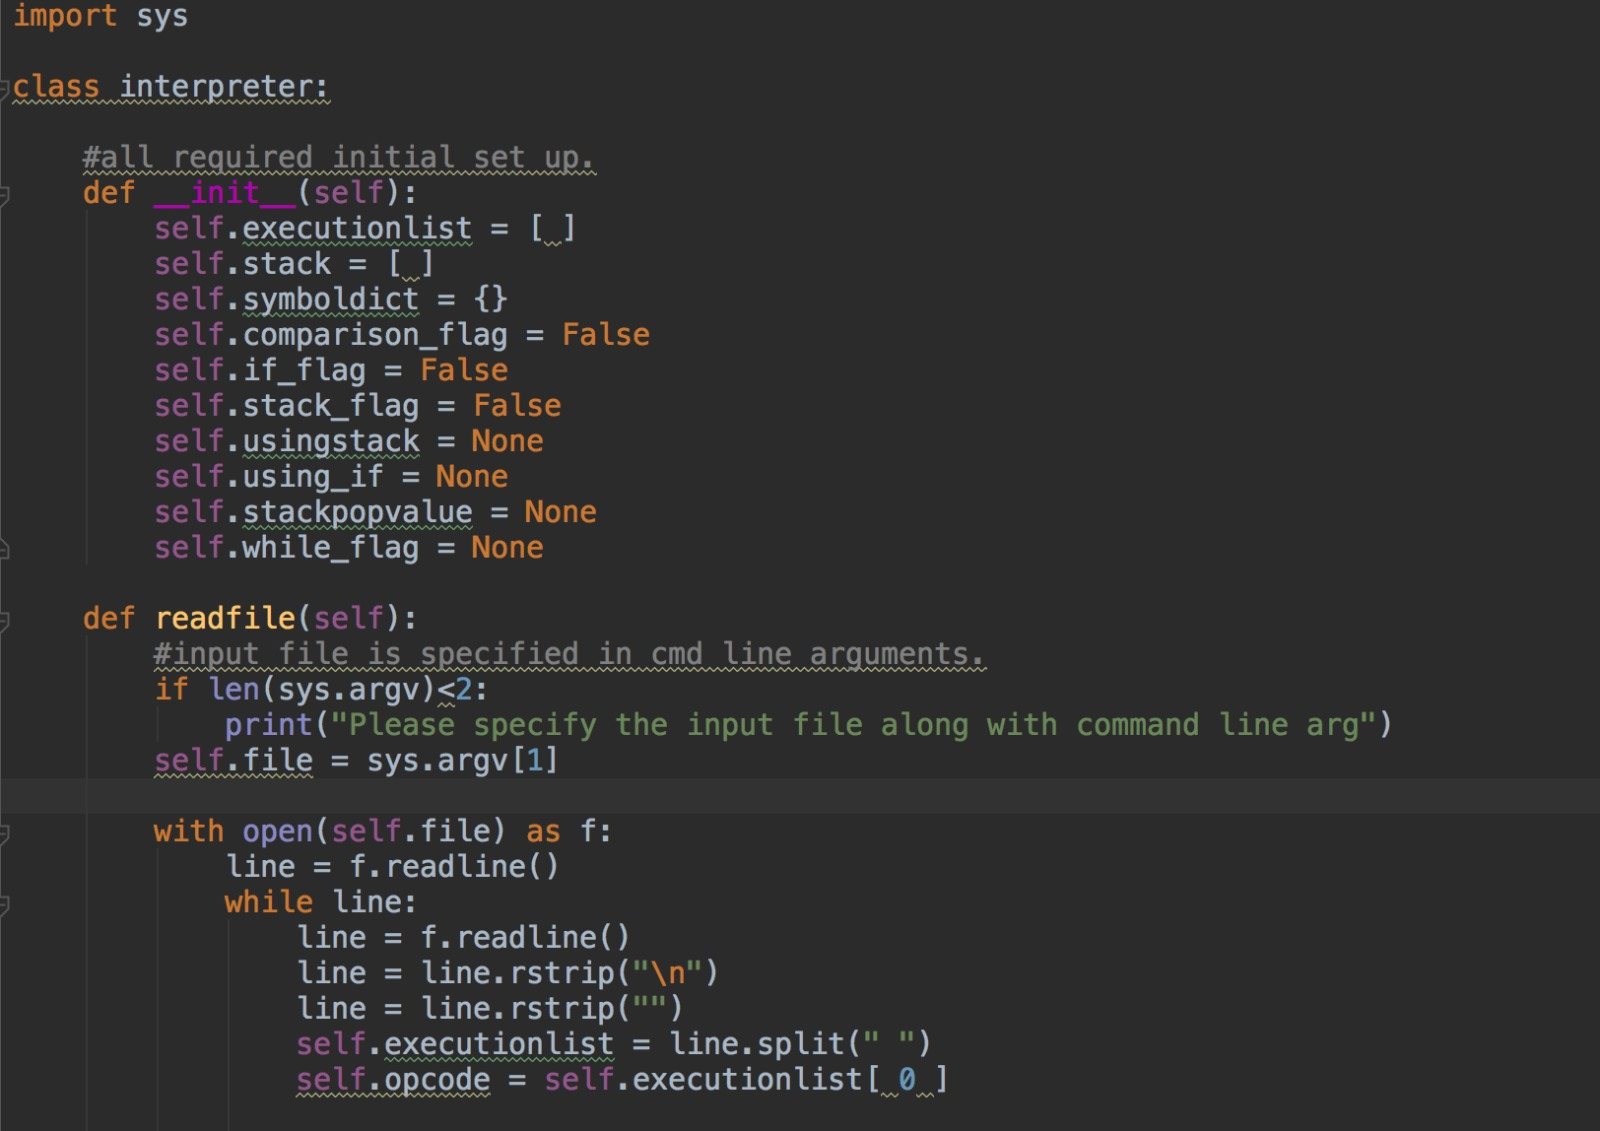 import sys
class interpreter:
#all required initial set up.
def __init__(self):
self.executionlist = [ ]
self.stack = [ ]
self.symboldict = {}
self.comparison_flag = False
self.if_flag = False
self.stack_flag = False
self.usingstack = None
self.using_if = None
self.stackpopvalue = None
self.while_flag = None
def readfile(self):
#input file is specified in cmd line arguments.
if len(sys.argv)<2:
print("Please specify the input file along with command line arg")
self.file = sys.argv[1]
with open(self.file) as f:
line = f.readline()
while line:
line = f.readline()
line = line.rstrip("\n")
line = line.rstrip("")
self.executionlist = line.split(" ")
self.opcode = self.executionlist[ 0 ]